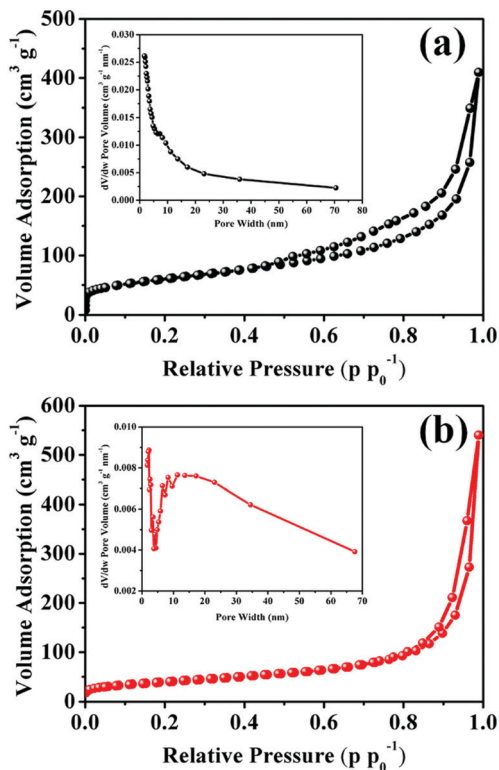 (a)
Volume Adsorption (cm³ g⁻¹)
500
400
300
200
100
0
0.0 0.2 0.4 0.6 0.8 1.0
Relative Pressure (p p₀⁻¹)
dV/dw Pore Volume (cm³ g⁻¹ nm⁻¹)
0.030
0.025
0.020
0.015
0.010
0.005
0.000
0 10 20 30 40 50 60 70 80
Pore Width (nm)
(b)
Volume Adsorption (cm³ g⁻¹)
600
500
400
300
200
100
0
0.0 0.2 0.4 0.6 0.8 1.0
Relative Pressure (p p₀⁻¹)
dV/dw Pore Volume (cm³ g⁻¹ nm⁻¹)
0.010
0.008
0.006
0.004
0.002
0 10 20 30 40 50 60 70
Pore Width (nm)